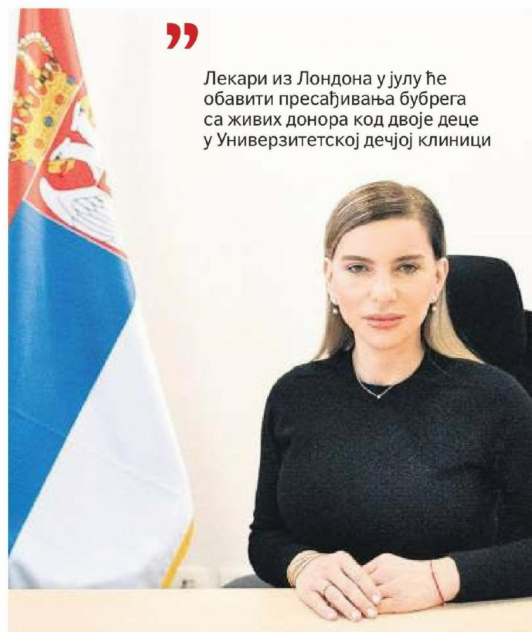 Лекари из Лондона у јулу ће
обавити пресађивања бубрега
са живих донора код двоје деце
у Универзитетској дечјој клиници